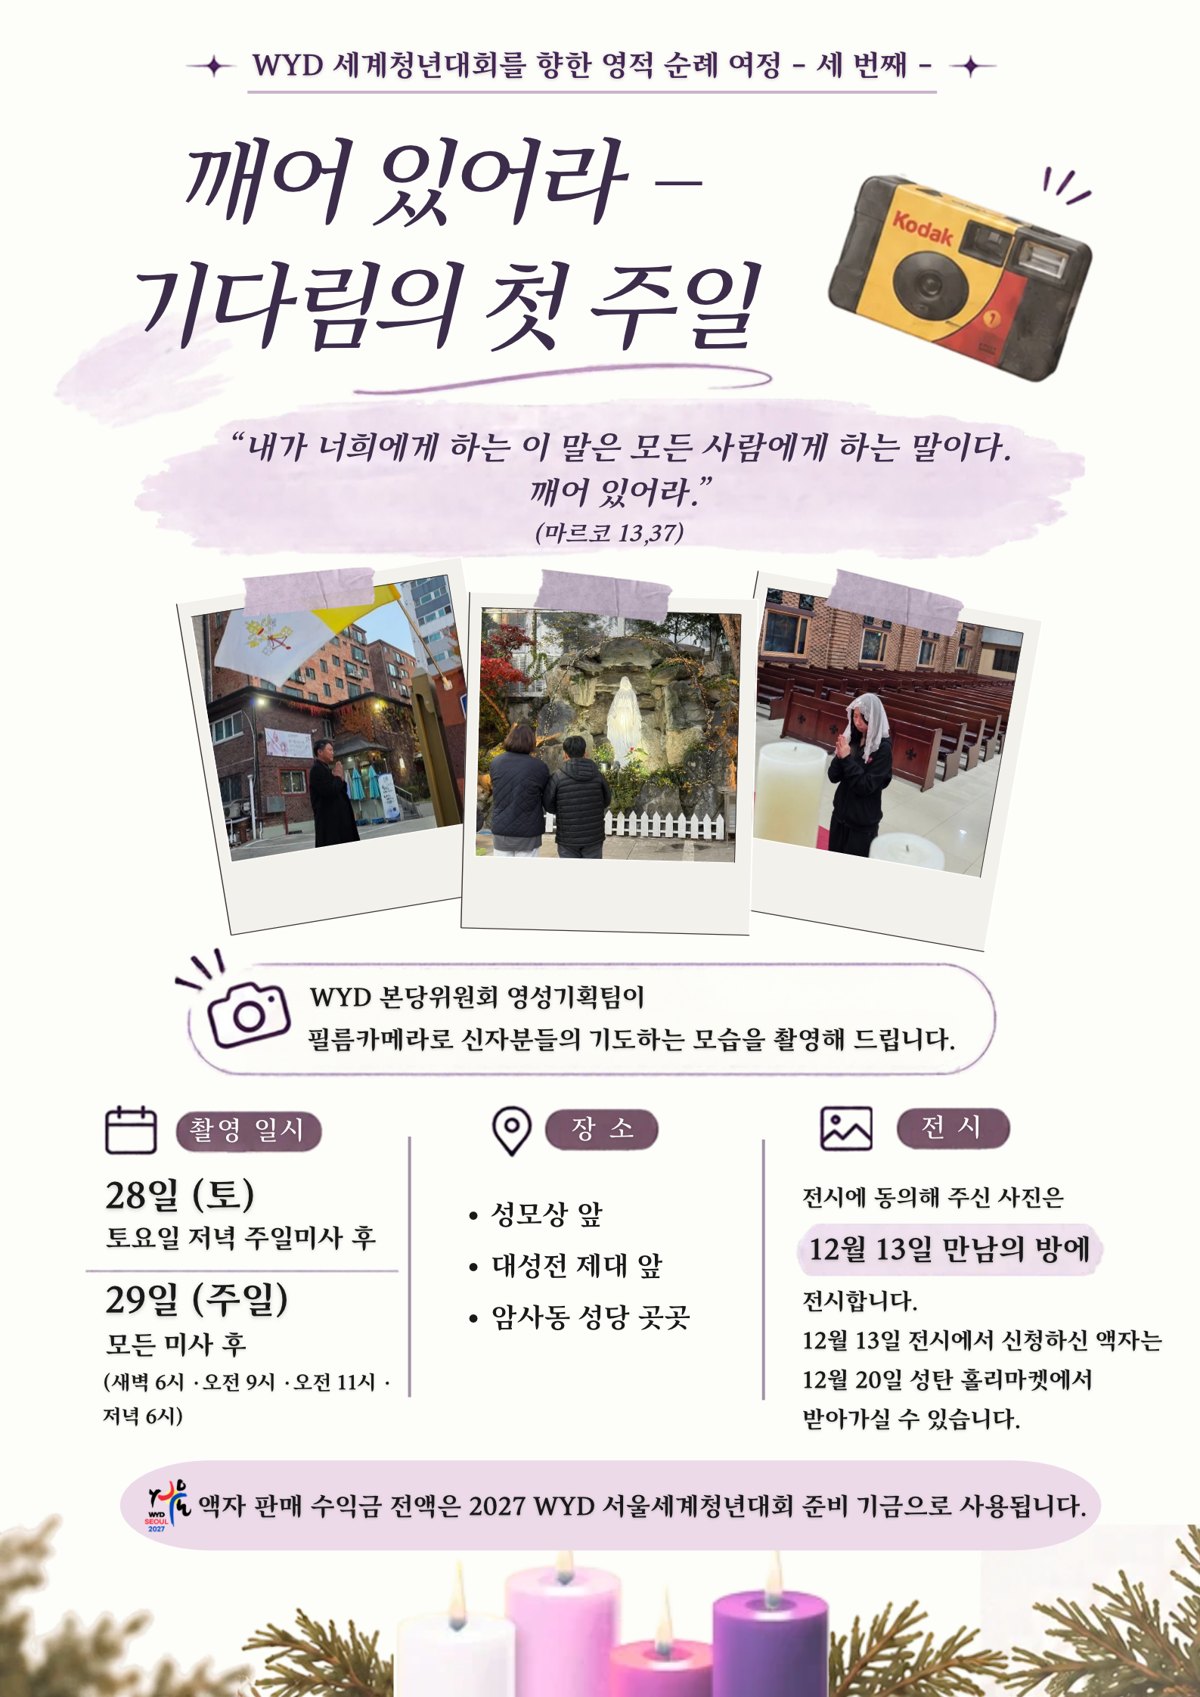 WYD 세계청년대회를 향한 영적 순례 여정 - 세 번째 -
깨어 있어라 –
기다림의 첫 주일
Kodak
“내가 너희에게 하는 이 말은 모든 사람에게 하는 말이다.
깨어 있어라.”
(마르코 13,37)
WYD 본당위원회 영성기획팀이
필름카메라로 신자분들의 기도하는 모습을 촬영해 드립니다.
촬영 일시
28일 (토)
토요일 저녁 주일미사 후
29일 (주일)
모든 미사 후
(새벽 6시 · 오전 9시 · 오전 11시 ·
저녁 6시)
장 소
• 성모상 앞
• 대성전 제대 앞
• 암사동 성당 곳곳
전 시
전시에 동의해 주신 사진은
12월 13일 만남의 방에
전시합니다.
12월 13일 전시에서 신청하신 액자는
12월 20일 성탄 홀리마켓에서
받아가실 수 있습니다.
WYD
SEOUL
2027
액자 판매 수익금 전액은 2027 WYD 서울세계청년대회 준비 기금으로 사용됩니다.